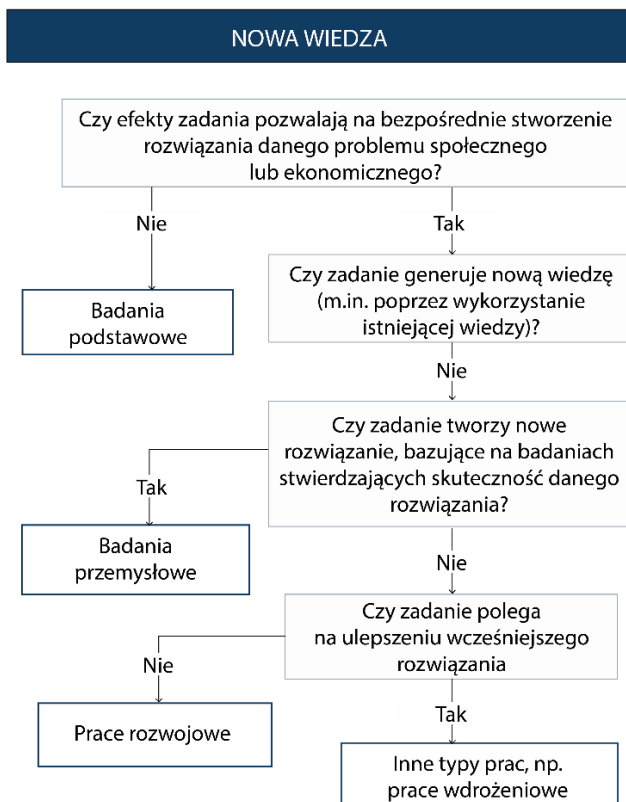 NOWA WIEDZA
Czy efekty zadania pozwalają na bezpośrednie stworzenie
rozwiązania danego problemu społecznego
lub ekonomicznego?
Nie
Tak
Badania
podstawowe
Czy zadanie generuje nową wiedzę
(m.in. poprzez wykorzystanie
istniejącej wiedzy)?
Nie
Czy zadanie tworzy nowe
rozwiązanie, bazujące na badaniach
stwierdzających skuteczność danego
rozwiązania?
Tak
Badania
przemysłowe
Nie
Czy zadanie polega
na ulepszeniu wcześniejszego
rozwiązania
Nie
Prace rozwojowe
Tak
Inne typy prac, np.
prace wdrożeniowe